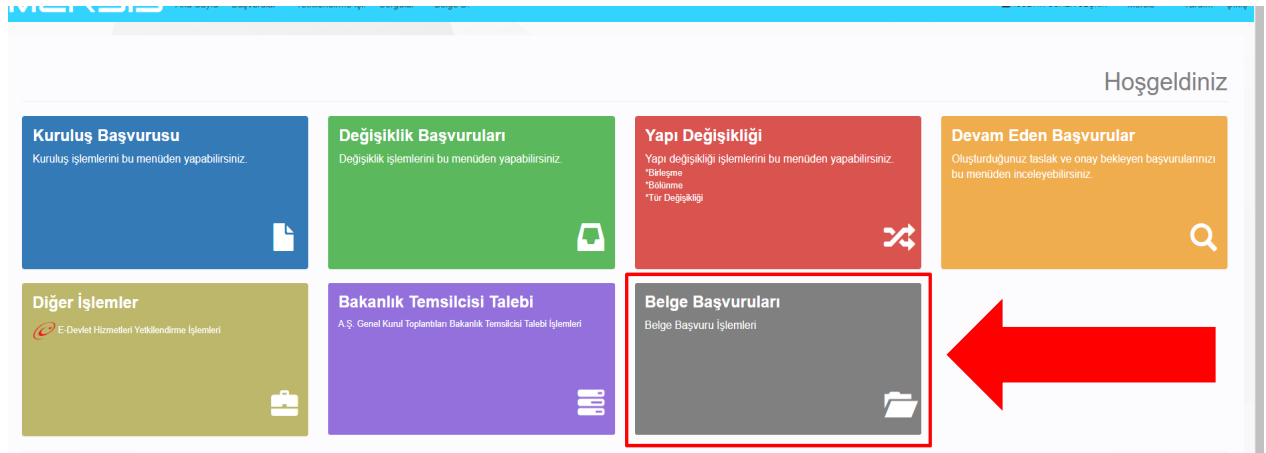 MERSİS
Hoşgeldiniz
Kuruluş Başvurusu
Kuruluş işlemlerini bu menüden yapabilirsiniz.
Değişiklik Başvuruları
Değişiklik işlemlerini bu menüden yapabilirsiniz.
Yapı Değişikliği
Yapı değişikliği işlemlerini bu menüden yapabilirsiniz.
*Birleşme
*Bölünme
*Tür Değişikliği
Devam Eden Başvurular
Oluşturduğunuz taslak ve onay bekleyen başvurularınızı
bu menüden inceleyebilirsiniz.
Diğer İşlemler
E-Devlet Hizmetleri Yetkilendirme İşlemleri
Bakanlık Temsilcisi Talebi
A.Ş. Genel Kurul Toplantıları Bakanlık Temsilcisi Talebi İşlemleri
Belge Başvuruları
Belge Başvuru İşlemleri